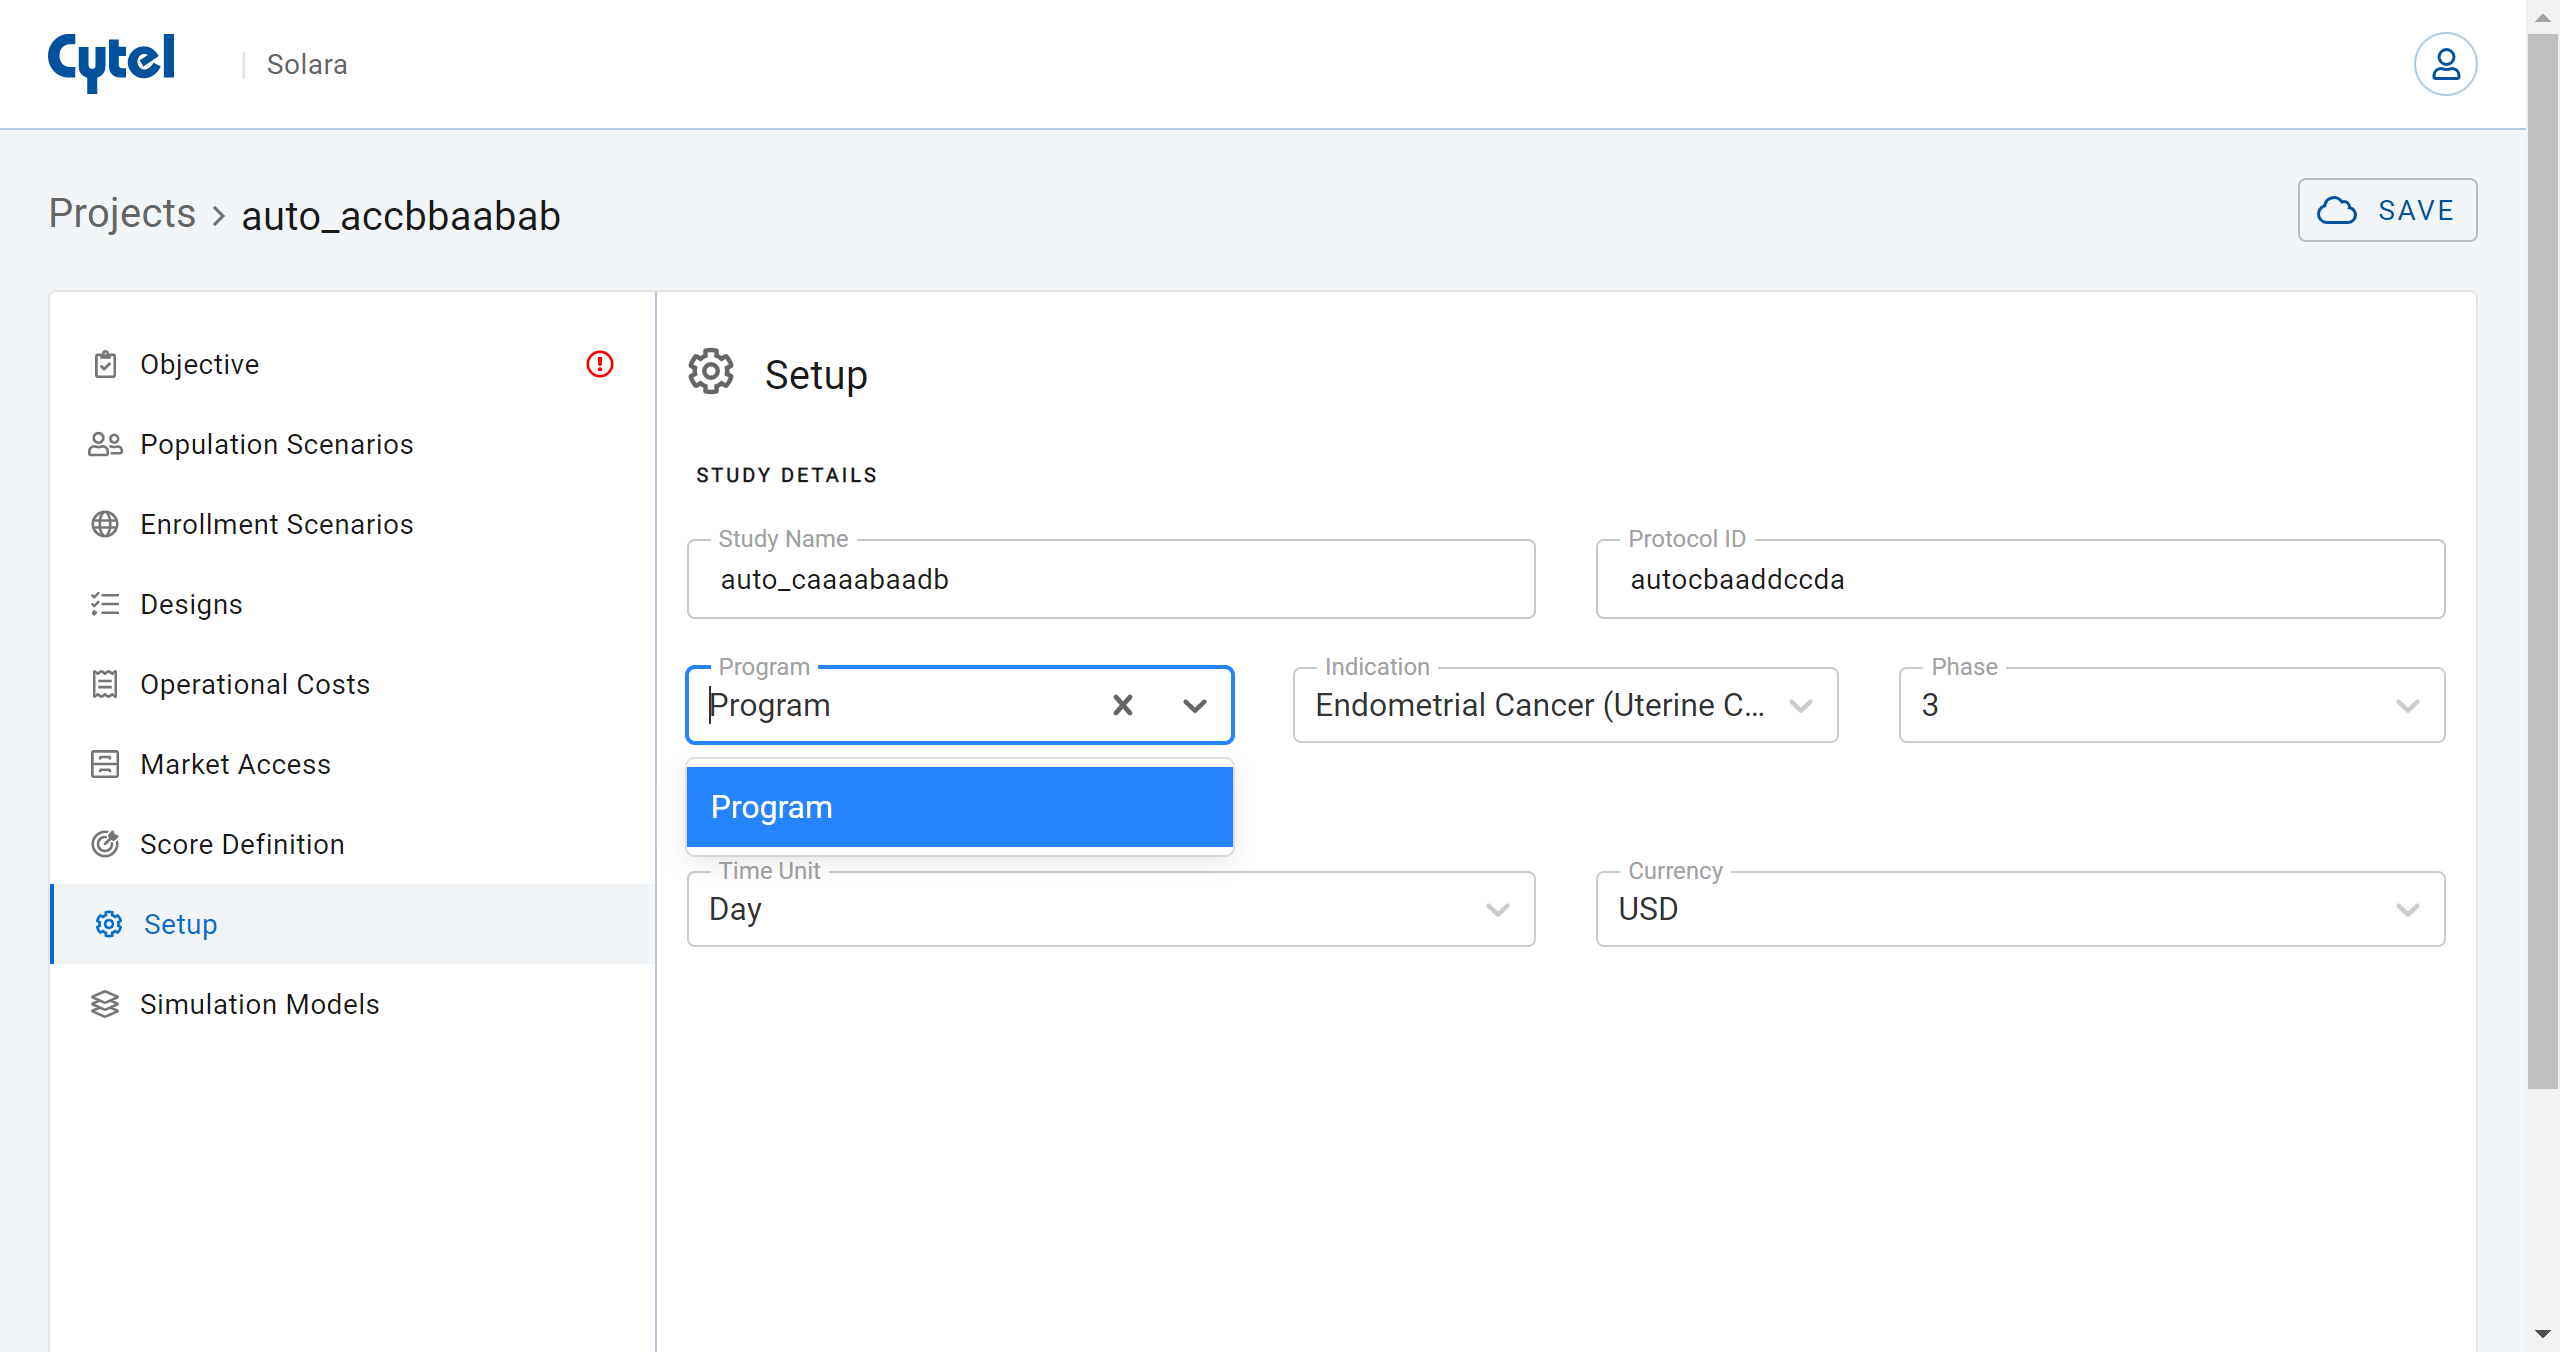 Cytel
Solara
Projects > auto_accbbaabab
SAVE
Objective
Population Scenarios
Enrollment Scenarios
Designs
Operational Costs
Market Access
Score Definition
Setup
Simulation Models
Setup
STUDY DETAILS
Study Name
auto_caaaabaadb
Protocol ID
autocbaaddccda
Program
Program
Indication
Endometrial Cancer (Uterine C...
Phase
3
Program
Time Unit
Day
Currency
USD